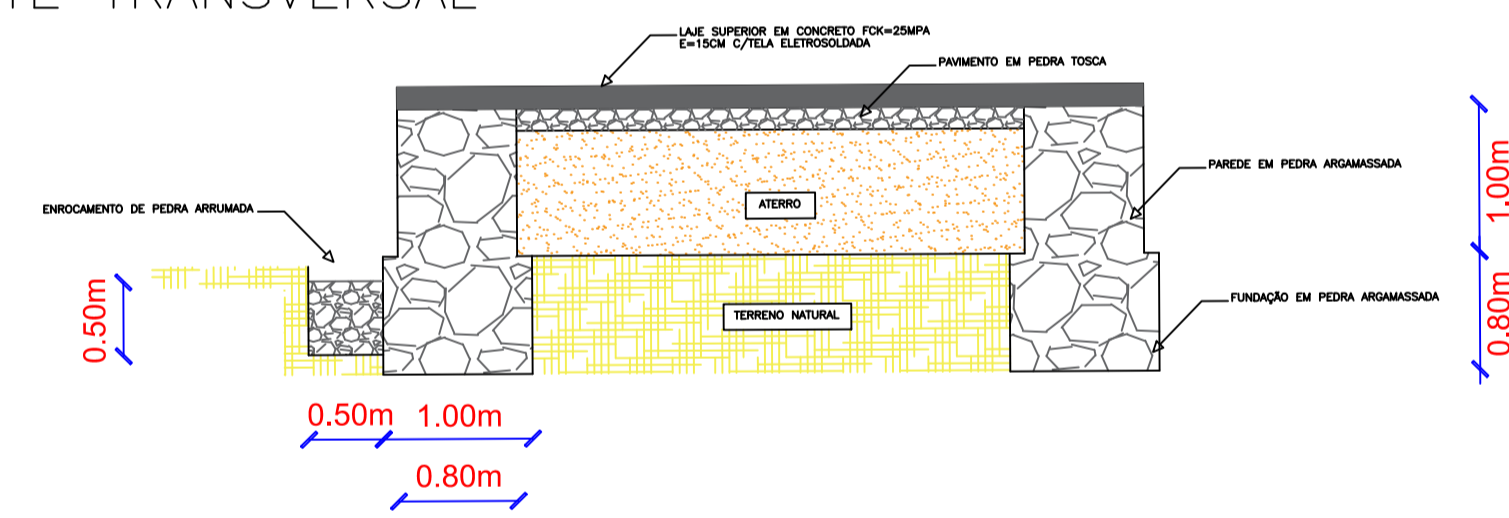 TRANSVERSAL
LAJE SUPERIOR EM CONCRETO FCK=25MPA
E=15CM C/TELA ELETROSOLDADA
PAVIMENTO EM PEDRA TOSCA
PAREDE EM PEDRA ARGAMASSADA
ENROCAMENTO DE PEDRA ARRUMADA
ATERRO
TERRENO NATURAL
FUNDAÇÃO EM PEDRA ARGAMASSADA
1.00m
0.80m
0.50m
0.50m 1.00m
0.80m